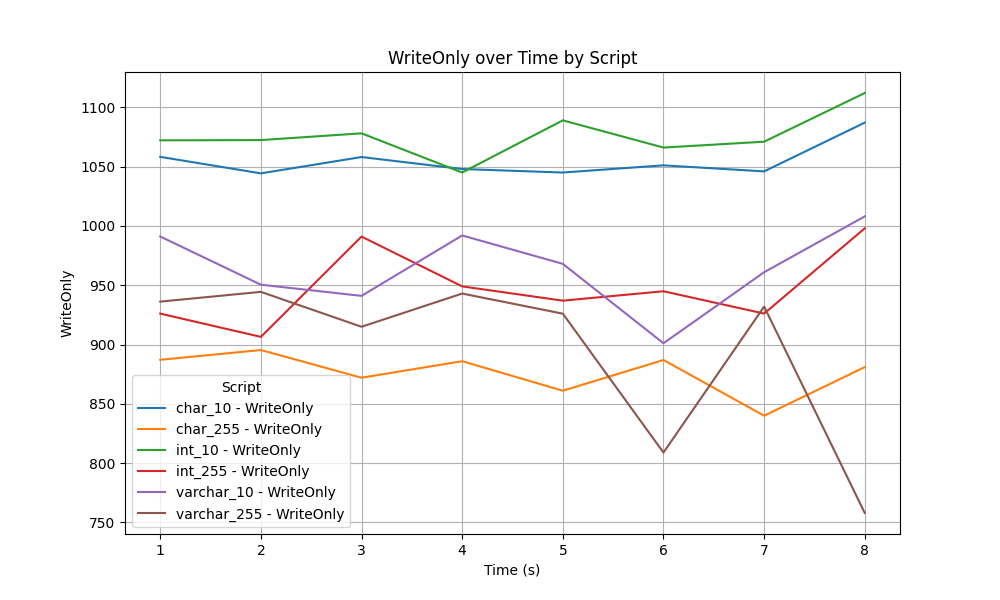 WriteOnly over Time by Script
WriteOnly
1100
1050
1000
950
900
850
800
750
Script
char_10 - WriteOnly
char_255 - WriteOnly
int_10 - WriteOnly
int_255 - WriteOnly
varchar_10 - WriteOnly
varchar_255 - WriteOnly
1 2 3 4 5 6 7 8
Time (s)